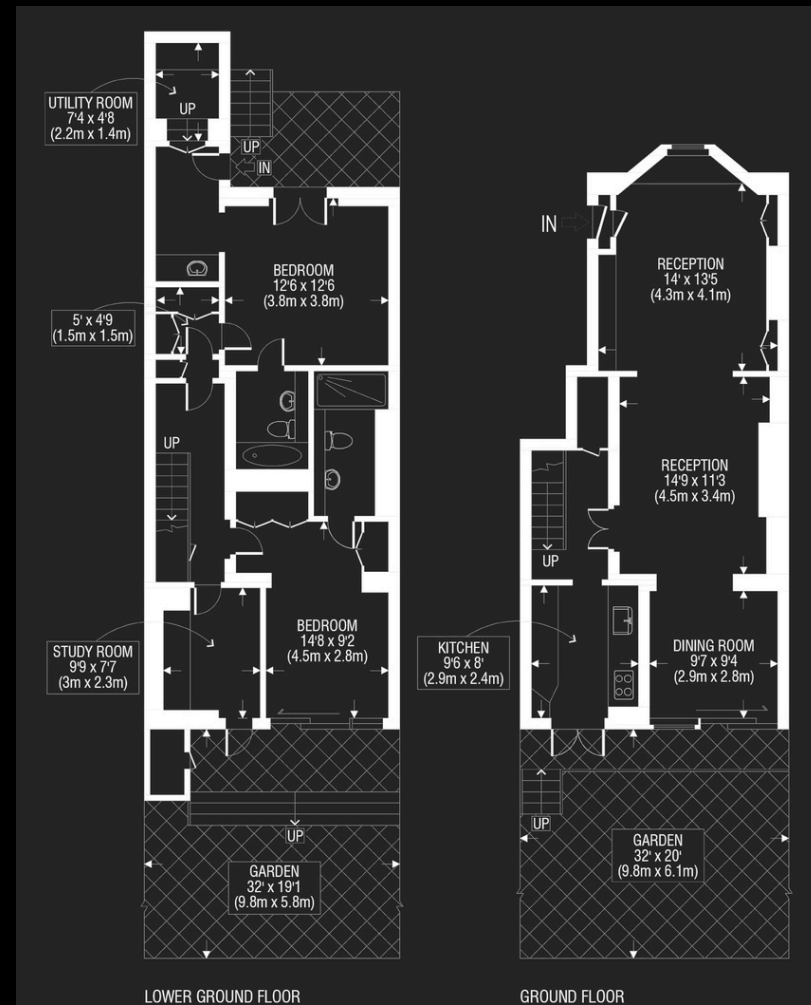 UTILITY ROOM
7'4 x 4'8
(2.2m x 1.4m)
UP
UP
IN
BEDROOM
12'6 x 12'6
(3.8m x 3.8m)
5' x 4'9
(1.5m x 1.5m)
UP
BEDROOM
14'8 x 9'2
(4.5m x 2.8m)
STUDY ROOM
9'9 x 7'7
(3m x 2.3m)
UP
GARDEN
32' x 19'1
(9.8m x 5.8m)
LOWER GROUND FLOOR
IN
RECEPTION
14' x 13'5
(4.3m x 4.1m)
RECEPTION
14'9 x 11'3
(4.5m x 3.4m)
UP
KITCHEN
9'6 x 8'
(2.9m x 2.4m)
DINING ROOM
9'7 x 9'4
(2.9m x 2.8m)
UP
GARDEN
32' x 20'
(9.8m x 6.1m)
GROUND FLOOR